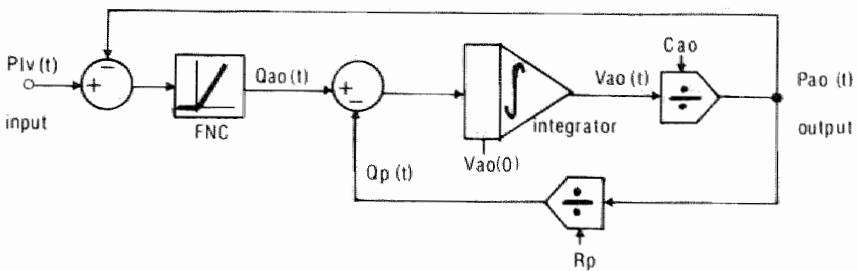 Plv (t)
input
+
−
FNC
Qao (t)
+
−
Qp (t)
∫
integrator
Vao(0)
Vao (t)
Cao
÷
Pao (t)
output
÷
Rp